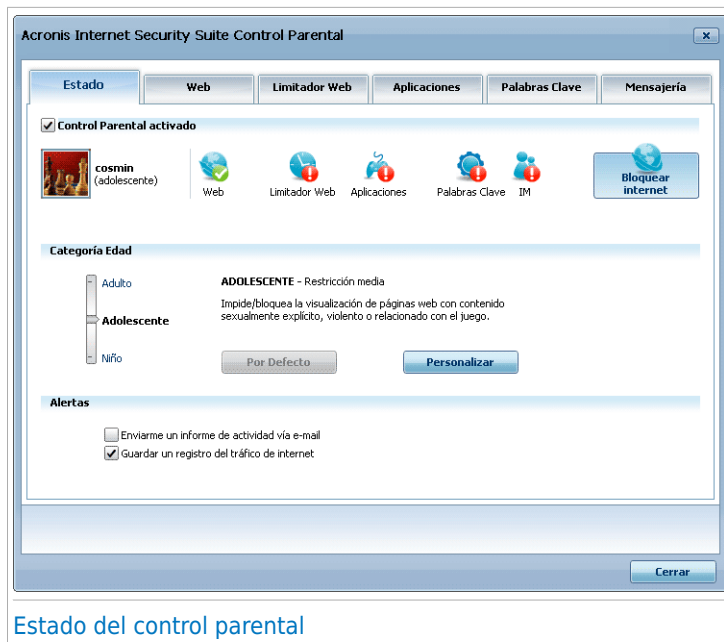 Acronis Internet Security Suite Control Parental
Estado
Web
Limitador Web
Aplicaciones
Palabras Clave
Mensajería
Control Parental activado
cosmin
(adolescente)
Web
Limitador Web
Aplicaciones
Palabras Clave
IM
Bloquear
internet
Categoría Edad
Adulto
Adolescente
Niño
ADOLESCENTE - Restricción media
Impide/bloquea la visualización de páginas web con contenido
sexualmente explícito, violento o relacionado con el juego.
Por Defecto
Personalizar
Alertas
Enviarme un informe de actividad vía e-mail
Guardar un registro del tráfico de internet
Cerrar
Estado del control parental